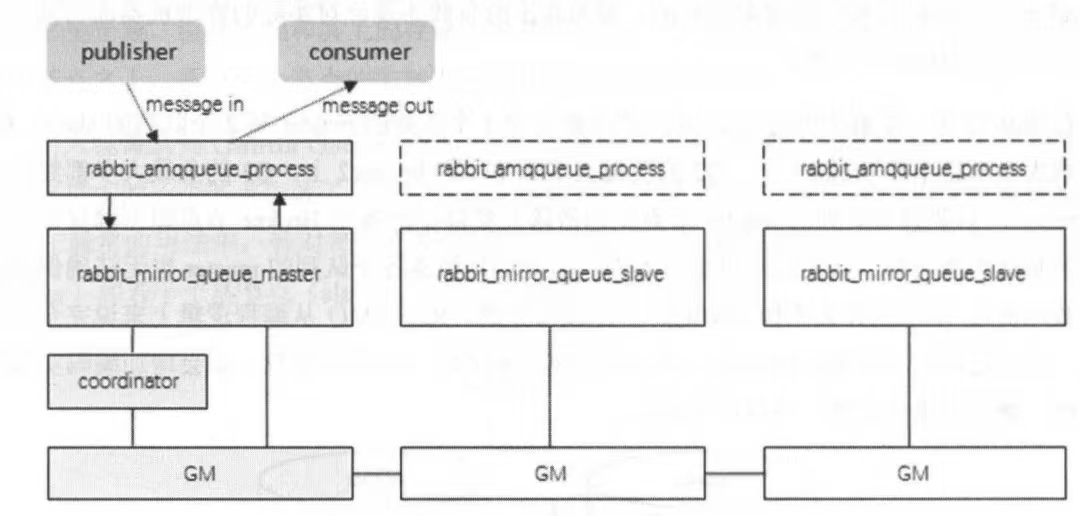 publisher
consumer
message in
message out
rabbit_amqqueue_process
rabbit_amqqueue_process
rabbit_amqqueue_process
rabbit_mirror_queue_master
rabbit_mirror_queue_slave
rabbit_mirror_queue_slave
coordinator
GM
GM
GM